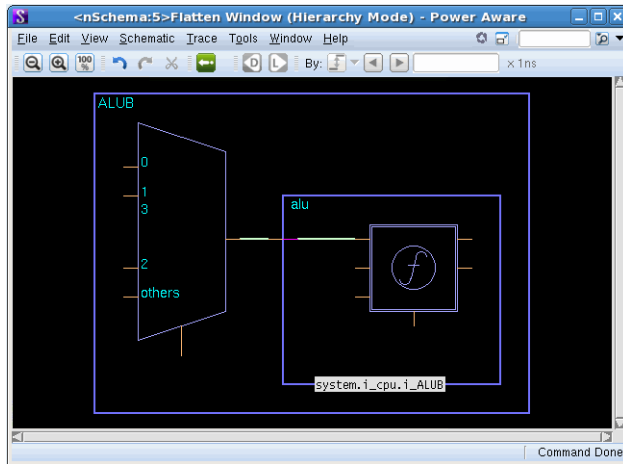 S <nSchema:5>Flatten Window (Hierarchy Mode) - Power Aware
File Edit View Schematic Trace Tools Window Help
100 % D L By: x 1ns
ALUB
0
1
3
alu
2
others
system.i_cpu.i_ALUB
Command Done